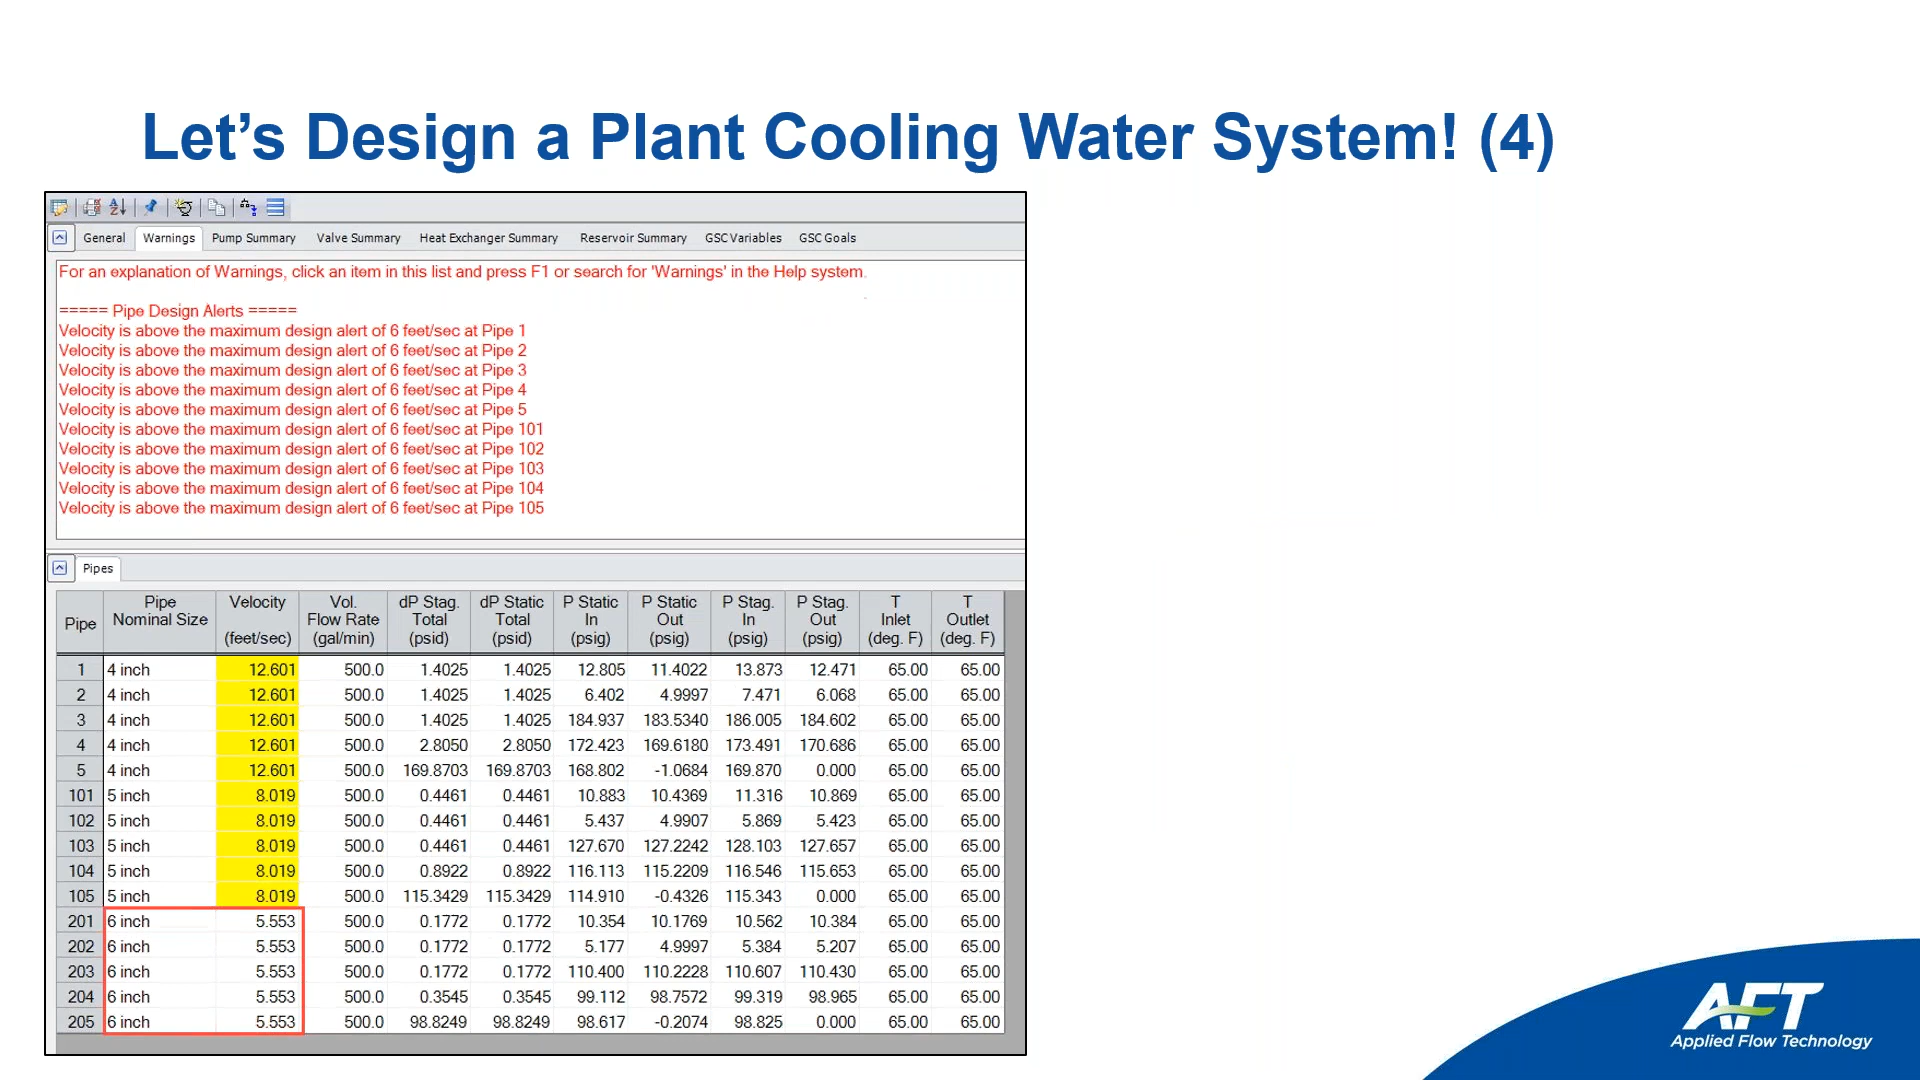 Let's Design a Plant Cooling Water System! (4)
General Warnings Pump Summary Valve Summary Heat Exchanger Summary Reservoir Summary GSC Variables GSC Goals
For an explanation of Warnings, click an item in this list and press F1 or search for 'Warnings' in the Help system.
===== Pipe Design Alerts =====
Velocity is above the maximum design alert of 6 feet/sec at Pipe 1
Velocity is above the maximum design alert of 6 feet/sec at Pipe 2
Velocity is above the maximum design alert of 6 feet/sec at Pipe 3
Velocity is above the maximum design alert of 6 feet/sec at Pipe 4
Velocity is above the maximum design alert of 6 feet/sec at Pipe 5
Velocity is above the maximum design alert of 6 feet/sec at Pipe 101
Velocity is above the maximum design alert of 6 feet/sec at Pipe 102
Velocity is above the maximum design alert of 6 feet/sec at Pipe 103
Velocity is above the maximum design alert of 6 feet/sec at Pipe 104
Velocity is above the maximum design alert of 6 feet/sec at Pipe 105
Pipes
Pipe Velocity Vol. dP Stag. dP Static P Static P Static P Stag. P Stag. T T
Pipe Nominal Size Flow Rate Total Total In Out In Out Inlet Outlet
(feet/sec) (gal/min) (psid) (psid) (psig) (psig) (psig) (psig) (deg. F) (deg. F)
1 4 inch 12.601 500.0 1.4025 1.4025 12.805 11.4022 13.873 12.471 65.00 65.00
2 4 inch 12.601 500.0 1.4025 1.4025 6.402 4.9997 7.471 6.068 65.00 65.00
3 4 inch 12.601 500.0 1.4025 1.4025 184.937 183.5340 186.005 184.602 65.00 65.00
4 4 inch 12.601 500.0 2.8050 2.8050 172.423 169.6180 173.491 170.686 65.00 65.00
5 4 inch 12.601 500.0 169.8703 169.8703 168.802 -1.0684 169.870 0.000 65.00 65.00
101 5 inch 8.019 500.0 0.4461 0.4461 10.883 10.4369 11.316 10.869 65.00 65.00
102 5 inch 8.019 500.0 0.4461 0.4461 5.437 4.9907 5.869 5.423 65.00 65.00
103 5 inch 8.019 500.0 0.4461 0.4461 127.670 127.2242 128.103 127.657 65.00 65.00
104 5 inch 8.019 500.0 0.8922 0.8922 116.113 115.2209 116.546 115.653 65.00 65.00
105 5 inch 8.019 500.0 115.3429 115.3429 114.910 -0.4326 115.343 0.000 65.00 65.00
201 6 inch 5.553 500.0 0.1772 0.1772 10.354 10.1769 10.562 10.384 65.00 65.00
202 6 inch 5.553 500.0 0.1772 0.1772 5.177 4.9997 5.384 5.207 65.00 65.00
203 6 inch 5.553 500.0 0.1772 0.1772 110.400 110.2228 110.607 110.430 65.00 65.00
204 6 inch 5.553 500.0 0.3545 0.3545 99.112 98.7572 99.319 98.965 65.00 65.00
205 6 inch 5.553 500.0 98.8249 98.8249 98.617 -0.2074 98.825 0.000 65.00 65.00
AFT
Applied Flow Technology